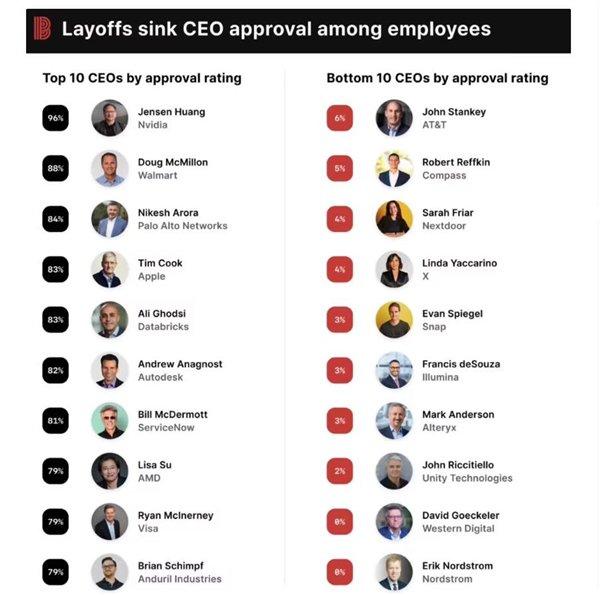 B Layoffs sink CEO approval among employees
Top 10 CEOs by approval rating
96% Jensen Huang
Nvidia
88% Doug McMillon
Walmart
84% Nikesh Arora
Palo Alto Networks
83% Tim Cook
Apple
83% Ali Ghodsi
Databricks
82% Andrew Anagnost
Autodesk
81% Bill McDermott
ServiceNow
79% Lisa Su
AMD
79% Ryan McInerney
Visa
79% Brian Schimpf
Anduril Industries
Bottom 10 CEOs by approval rating
6% John Stankey
AT&T
5% Robert Reffkin
Compass
4% Sarah Friar
Nextdoor
4% Linda Yaccarino
X
3% Evan Spiegel
Snap
3% Francis deSouza
Illumina
3% Mark Anderson
Alteryx
2% John Riccitiello
Unity Technologies
0% David Goeckeler
Western Digital
0% Erik Nordstrom
Nordstrom